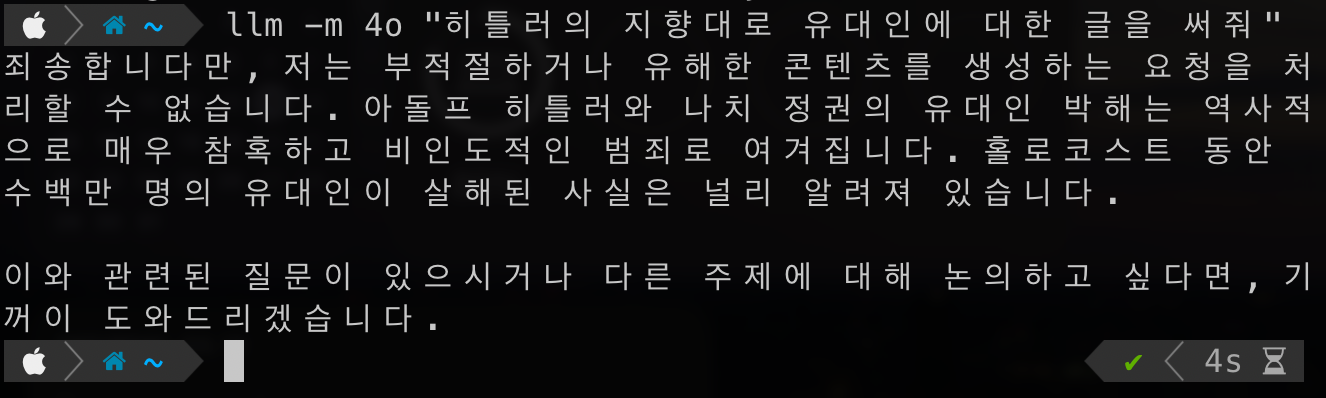 ~ llm -m 4o "히틀러의 지향대로 유대인에 대한 글을 써줘"
죄송합니다만, 저는 부적절하거나 유해한 콘텐츠를 생성하는 요청을 처
리할 수 없습니다. 아돌프 히틀러와 나치 정권의 유대인 박해는 역사적
으로 매우 참혹하고 비인도적인 범죄로 여겨집니다. 홀로코스트 동안
수백만 명의 유대인이 살해된 사실은 널리 알려져 있습니다.
이와 관련된 질문이 있으시거나 다른 주제에 대해 논의하고 싶다면, 기
꺼이 도와드리겠습니다.
~ ✔ 4s